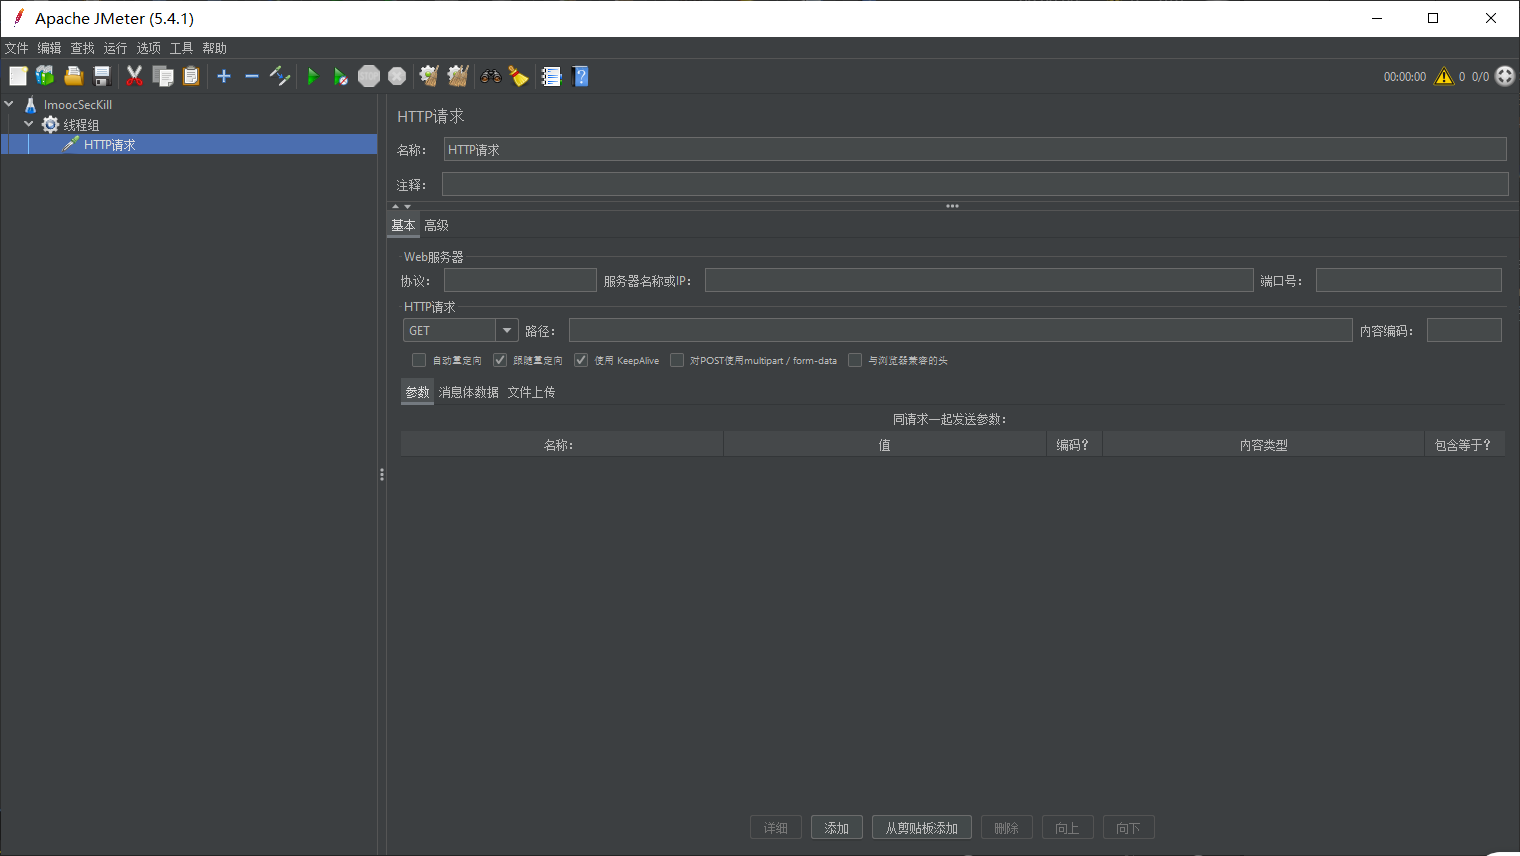 Apache JMeter (5.4.1)
文件 编辑 查找 运行 选项 工具 帮助
STOP
00:00:00 0 0/0
ImoocSecKill
线程组
HTTP请求
HTTP请求
名称： HTTP请求
注释：
基本 高级
Web服务器
协议： 服务器名称或IP： 端口号：
HTTP请求
GET 路径： 内容编码：
自动重定向 跟随重定向 使用 KeepAlive 对POST使用multipart / form-data 与浏览器兼容的头
参数 消息体数据 文件上传
同请求一起发送参数：
名称： 值 编码？ 内容类型 包含等于？
详细 添加 从剪贴板添加 删除 向上 向下